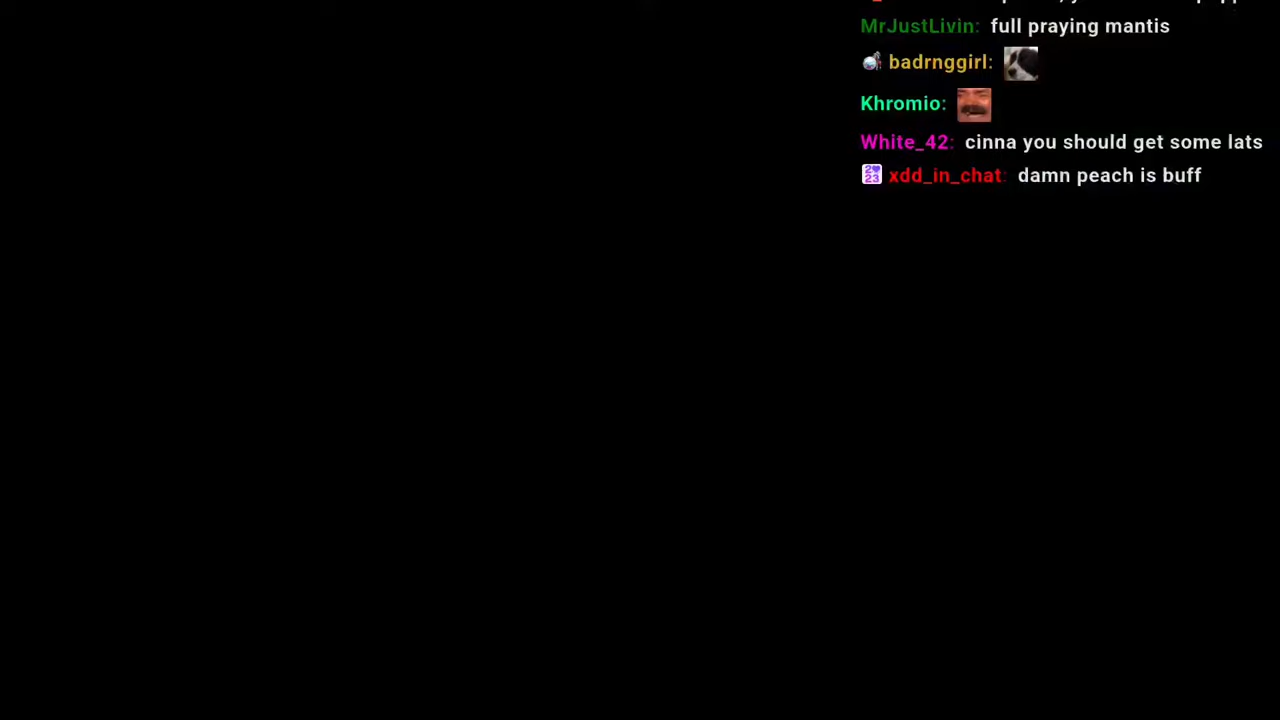 MrJustLivin: full praying mantis
badrnggirl:
Khromio:
White_42: cinna you should get some lats
xdd_in_chat: damn peach is buff